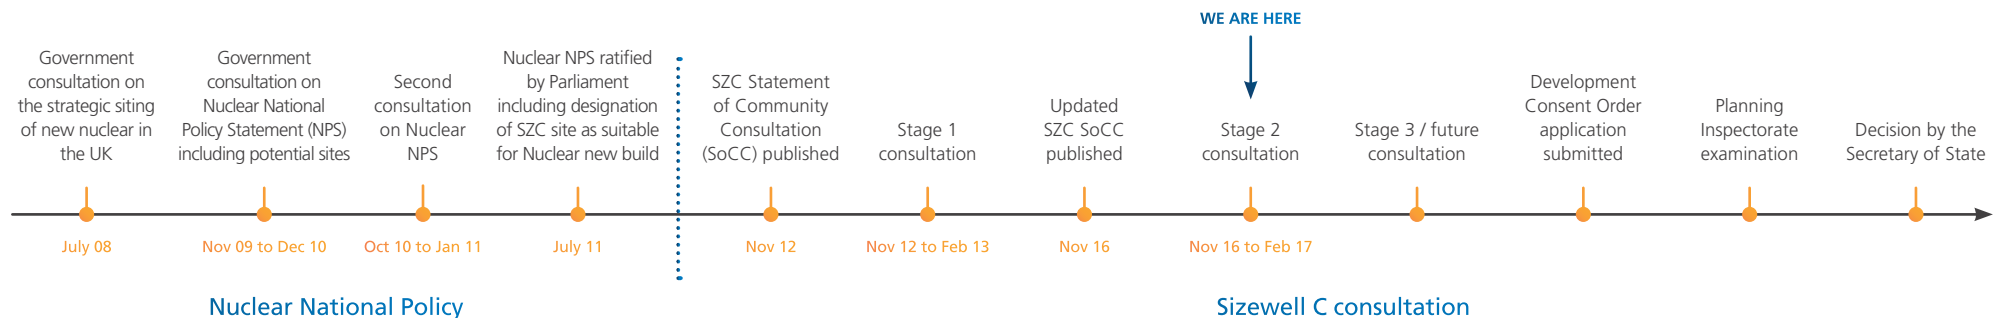 WE ARE HERE
Government
consultation on
the strategic siting
of new nuclear in
the UK
Government
consultation on
Nuclear National
Policy Statement (NPS)
including potential sites
Second
consultation
on Nuclear
NPS
Nuclear NPS ratified
by Parliament
including designation
of SZC site as suitable
for Nuclear new build
SZC Statement
of Community
Consultation
(SoCC) published
Stage 1
consultation
Updated
SZC SoCC
published
Stage 2
consultation
Stage 3 / future
consultation
Development
Consent Order
application
submitted
Planning
Inspectorate
examination
Decision by the
Secretary of State
July 08
Nov 09 to Dec 10
Oct 10 to Jan 11
July 11
Nov 12
Nov 12 to Feb 13
Nov 16
Nov 16 to Feb 17
Nuclear National Policy
Sizewell C consultation